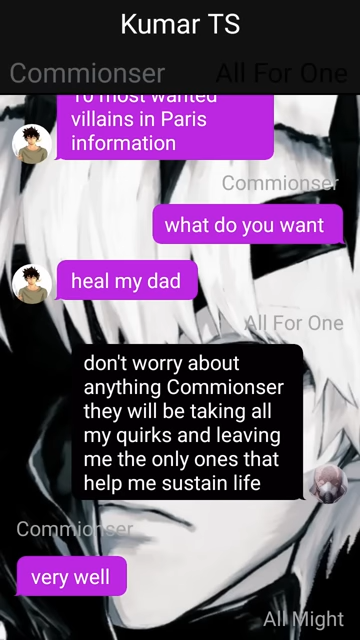 Kumar TS
Commionser All For One
10 most wanted
villains in Paris
information
Commionser
what do you want
heal my dad
All For One
don't worry about
anything Commionser
they will be taking all
my quirks and leaving
me the only ones that
help me sustain life
Commionser
very well
All Might